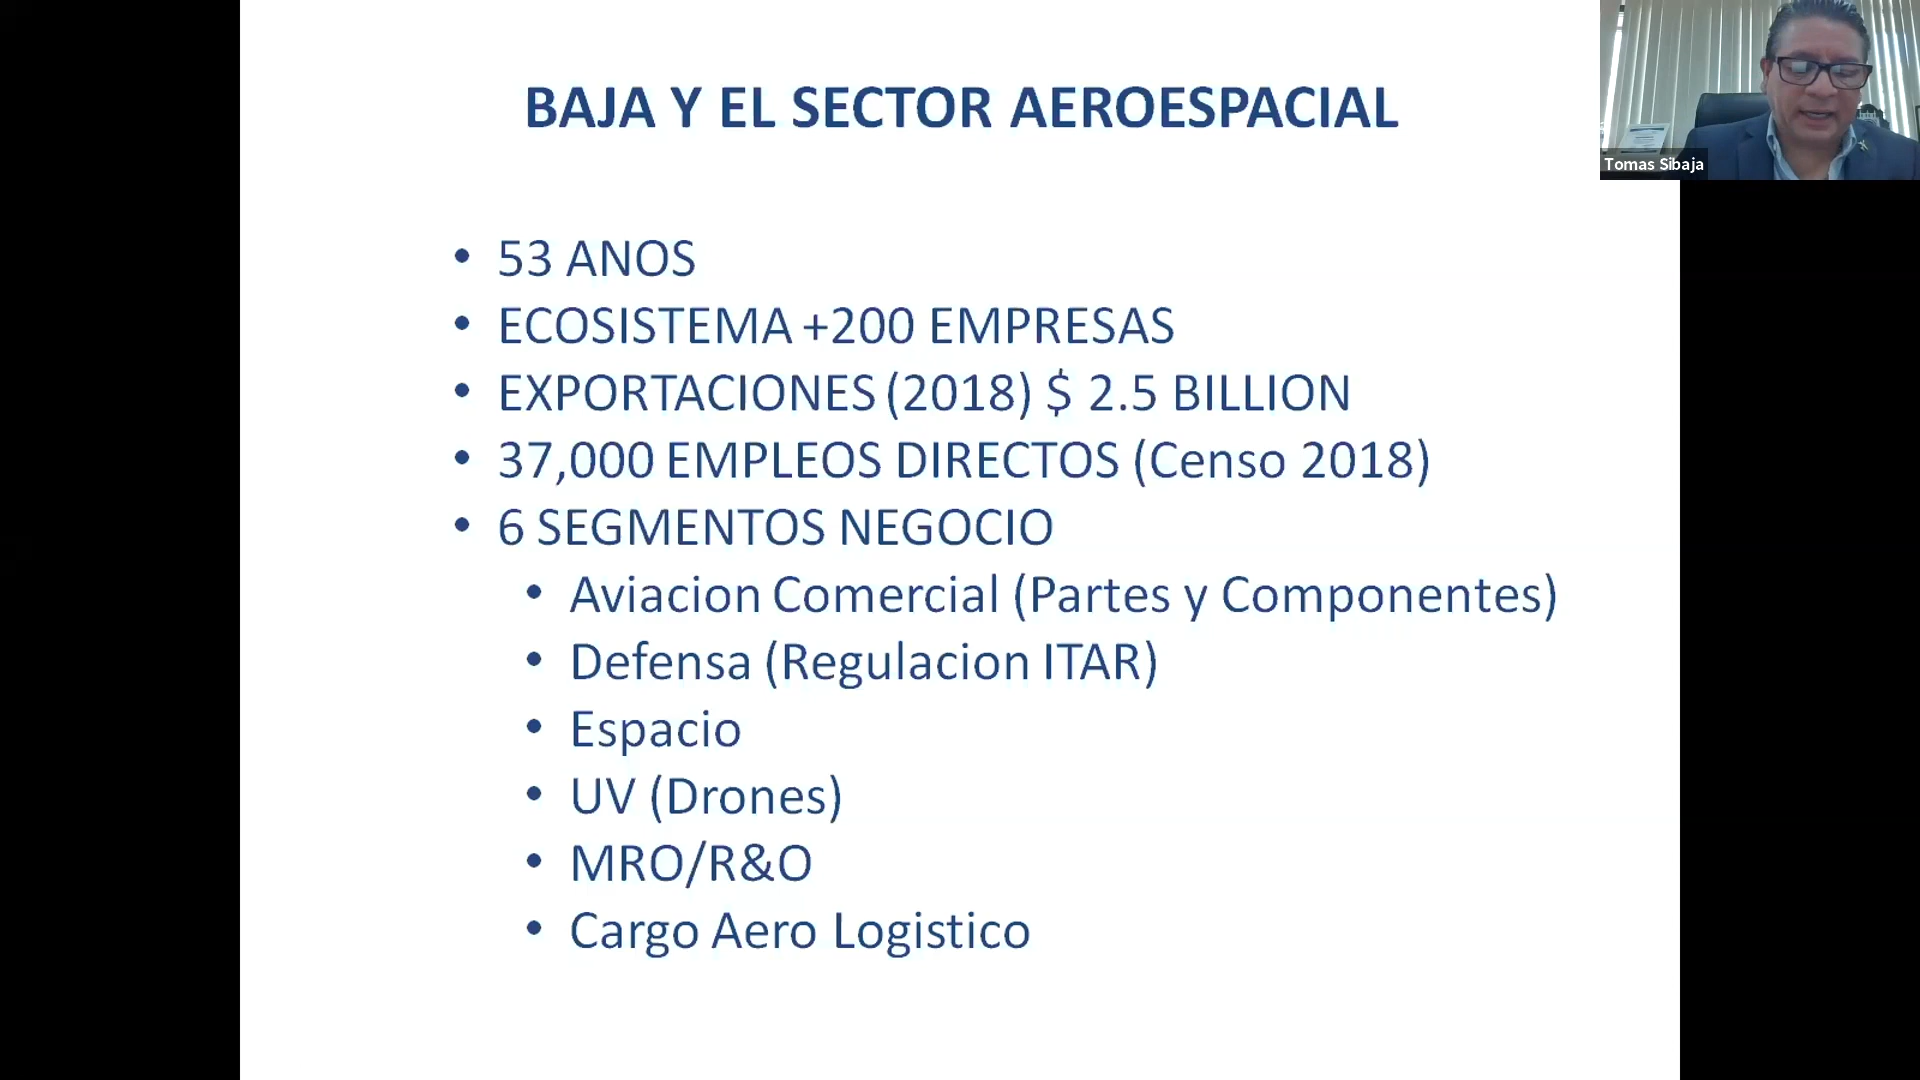 BAJA Y EL SECTOR AEROESPACIAL
Tomas Sibaja
• 53 ANOS
• ECOSISTEMA +200 EMPRESAS
• EXPORTACIONES (2018) $ 2.5 BILLION
• 37,000 EMPLEOS DIRECTOS (Censo 2018)
• 6 SEGMENTOS NEGOCIO
• Aviacion Comercial (Partes y Componentes)
• Defensa (Regulacion ITAR)
• Espacio
• UV (Drones)
• MRO/R&O
• Cargo Aero Logistico